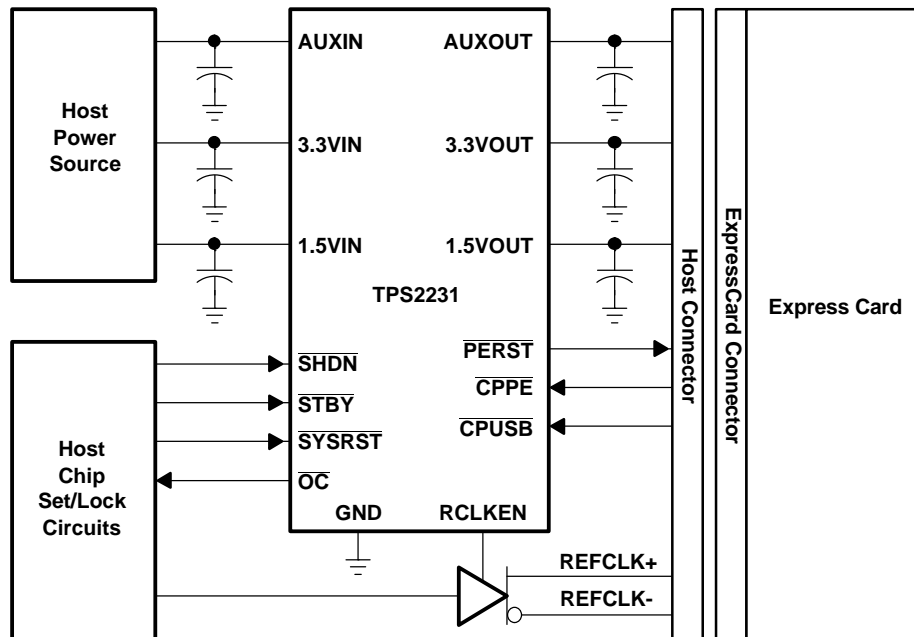 AUXIN
AUXOUT
Host
Power
Source
3.3VIN
3.3VOUT
1.5VIN
1.5VOUT
TPS2231
Host Connector
ExpressCard Connector
Express Card
SHDN
PERST
STBY
CPPE
SYSRST
CPUSB
OC
Host
Chip
Set/Lock
Circuits
GND
RCLKEN
REFCLK+
REFCLK-